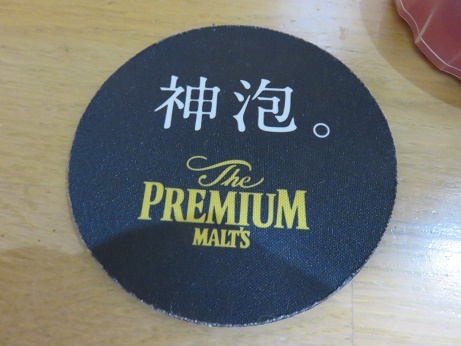 神泡。
The
PREMIUM
MALT'S